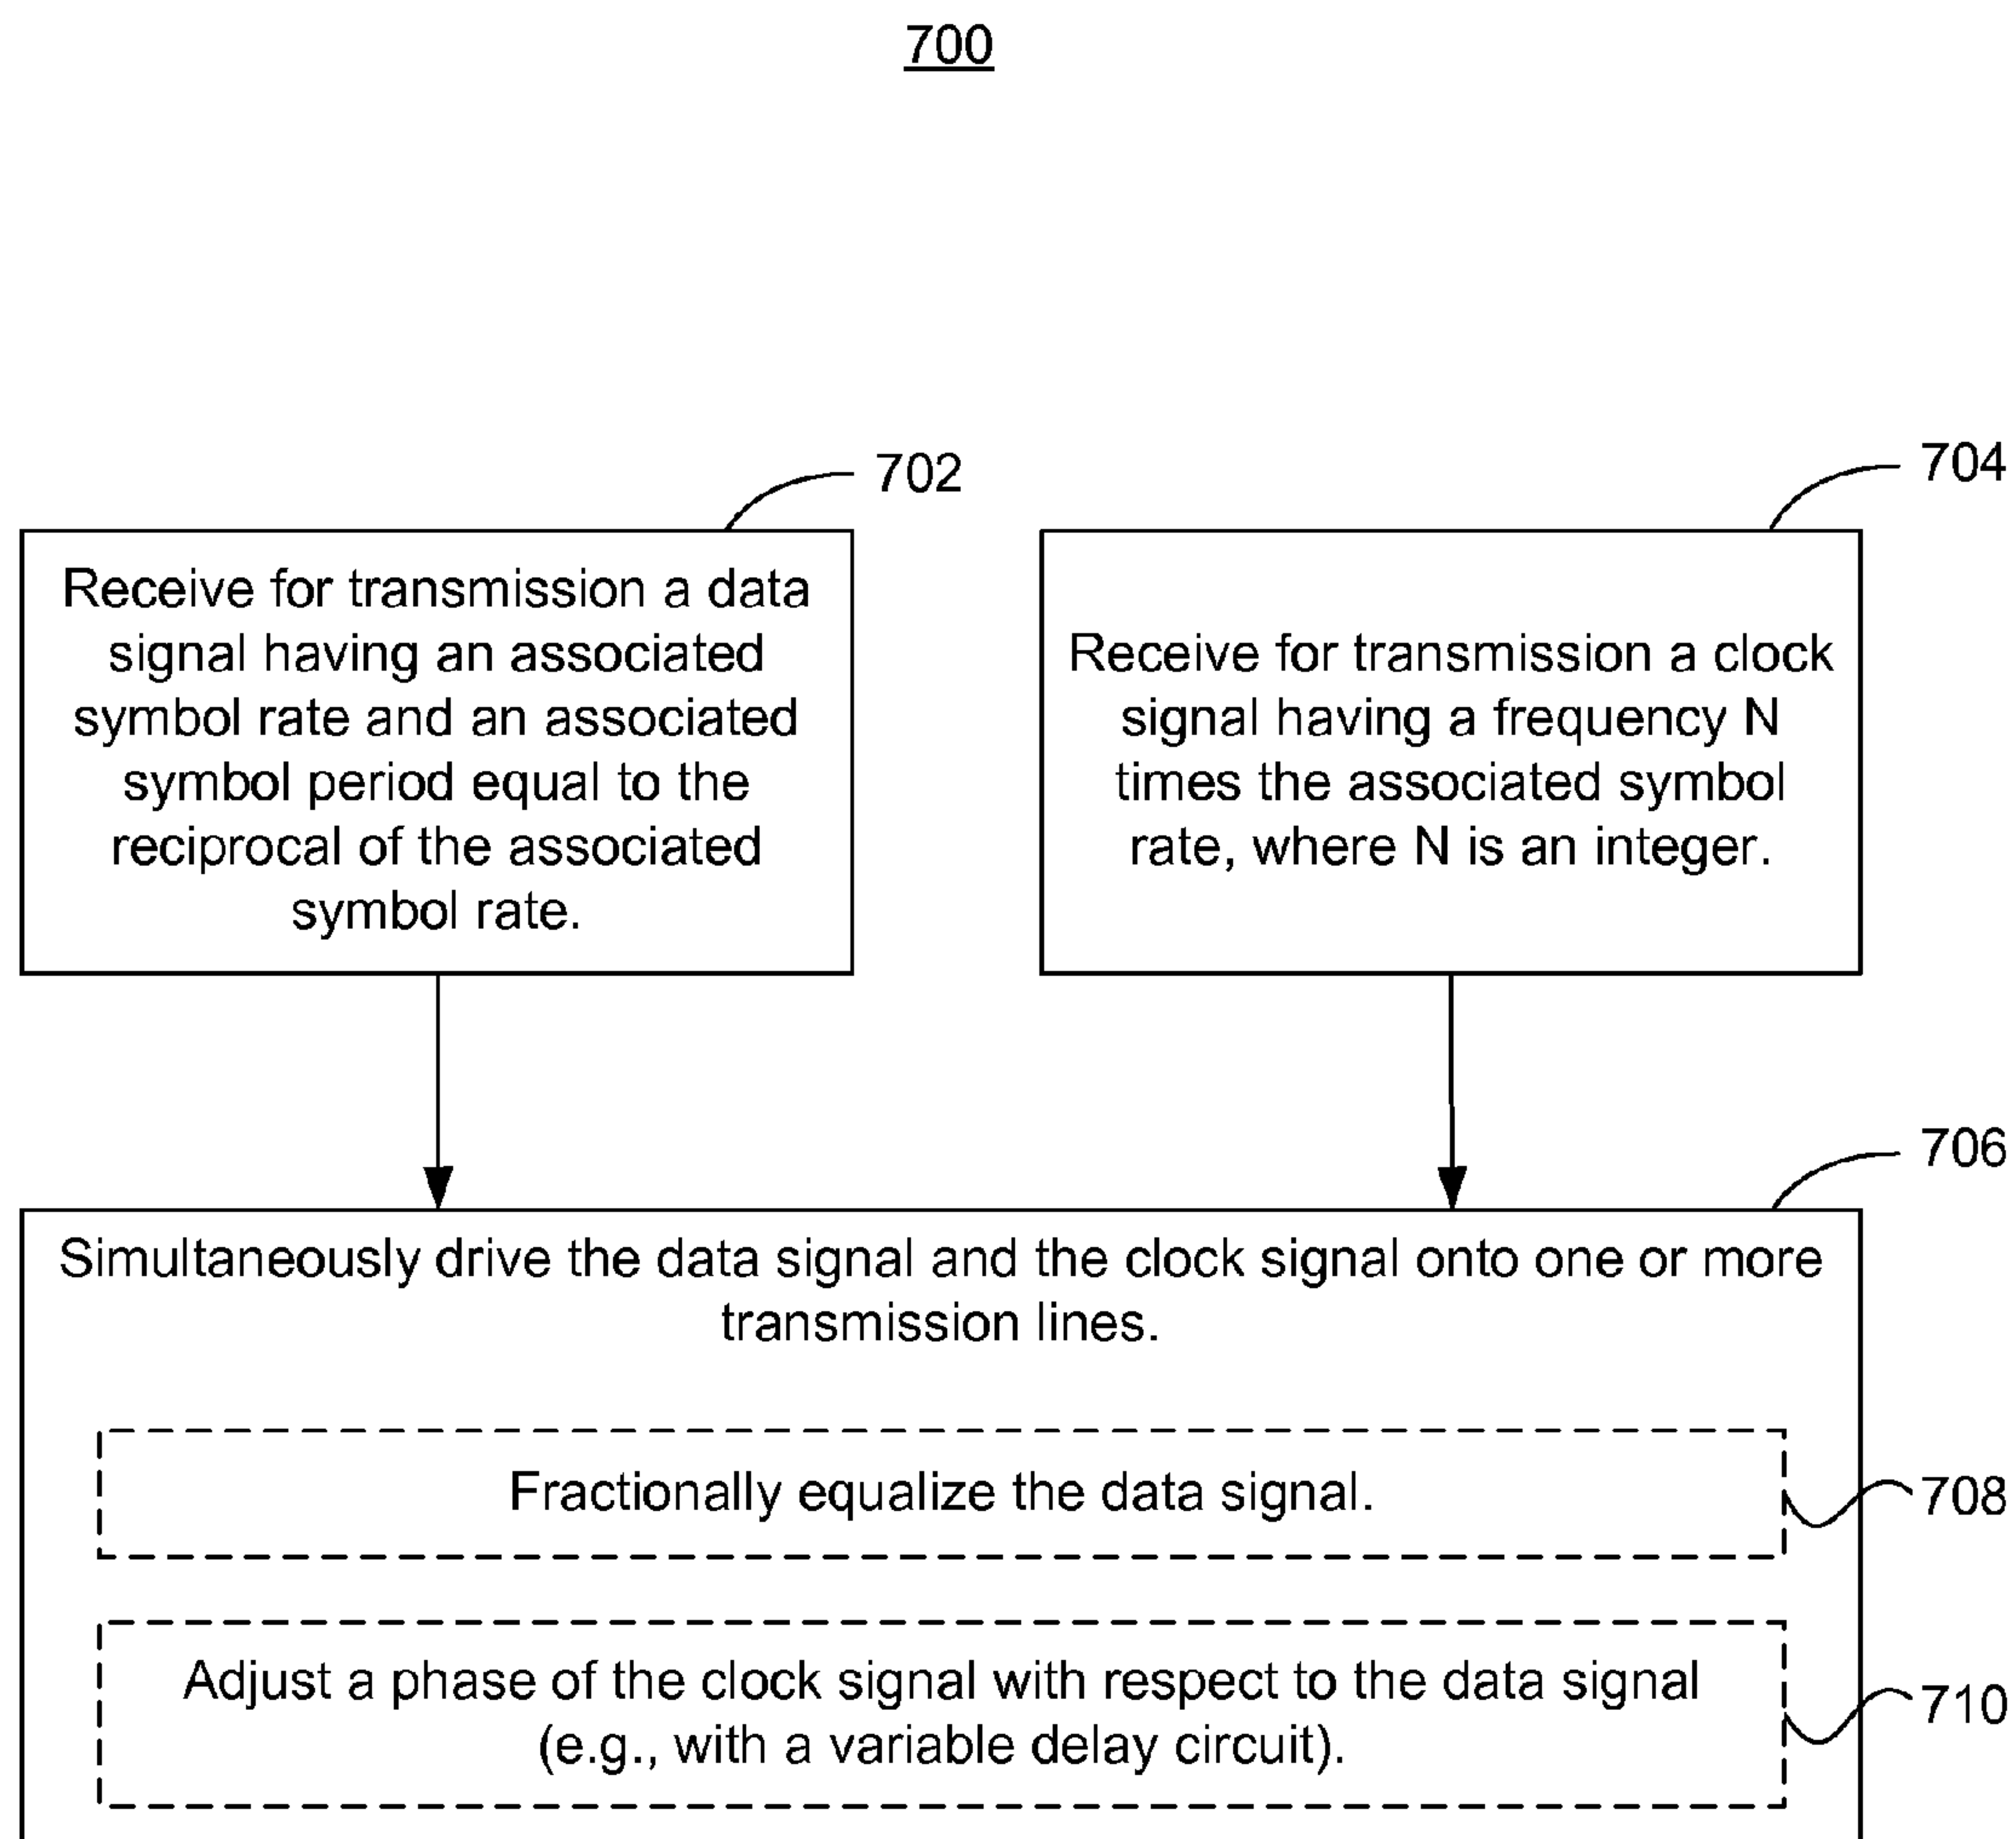 700
702
Receive for transmission a data
signal having an associated
symbol rate and an associated
symbol period equal to the
reciprocal of the associated
symbol rate.
704
Receive for transmission a clock
signal having a frequency N
times the associated symbol
rate, where N is an integer.
706
Simultaneously drive the data signal and the clock signal onto one or more
transmission lines.
Fractionally equalize the data signal.
708
Adjust a phase of the clock signal with respect to the data signal
(e.g., with a variable delay circuit).
710